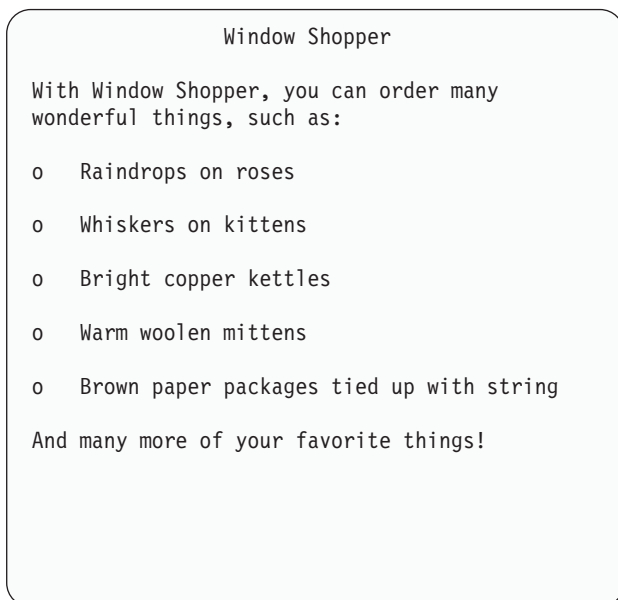 Window Shopper
With Window Shopper, you can order many
wonderful things, such as:
o Raindrops on roses
o Whiskers on kittens
o Bright copper kettles
o Warm woolen mittens
o Brown paper packages tied up with string
And many more of your favorite things!